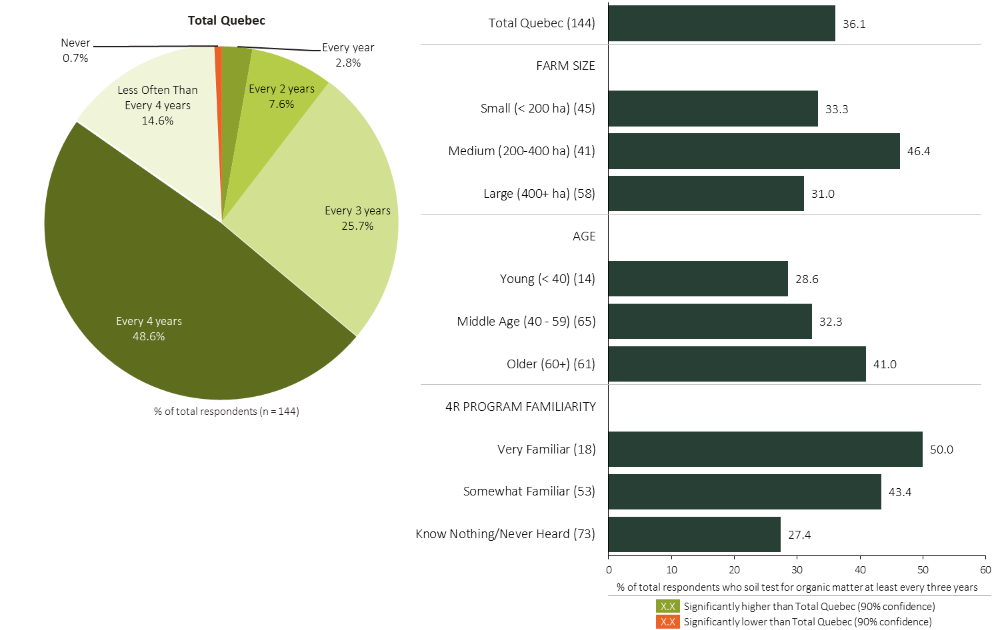 Total Quebec
Never
0.7%
Every year
2.8%
Every 2 years
7.6%
Less Often Than
Every 4 years
14.6%
Every 3 years
25.7%
Every 4 years
48.6%
% of total respondents (n = 144)
Total Quebec (144) 36.1
FARM SIZE
Small (< 200 ha) (45) 33.3
Medium (200-400 ha) (41) 46.4
Large (400+ ha) (58) 31.0
AGE
Young (< 40) (14) 28.6
Middle Age (40 - 59) (65) 32.3
Older (60+) (61) 41.0
4R PROGRAM FAMILIARITY
Very Familiar (18) 50.0
Somewhat Familiar (53) 43.4
Know Nothing/Never Heard (73) 27.4
0 10 20 30 40 50 60
% of total respondents who soil test for organic matter at least every three years
X.X Significantly higher than Total Quebec (90% confidence)
X.X Significantly lower than Total Quebec (90% confidence)